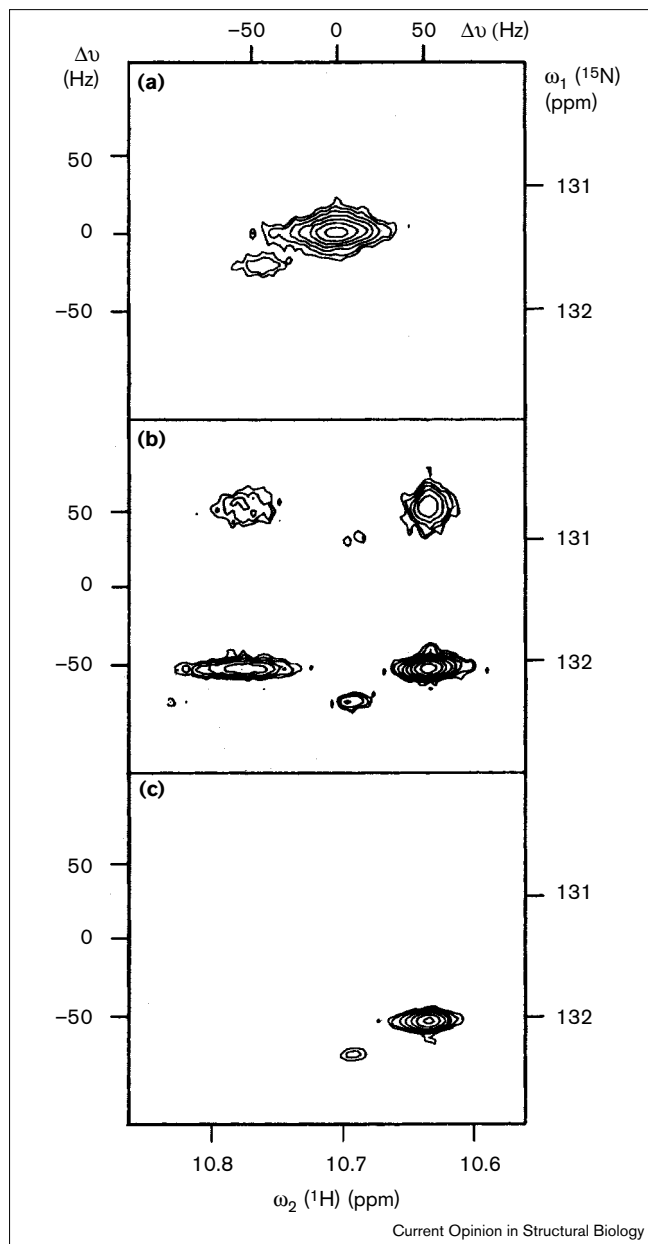 −50 0 50 Δυ (Hz)
Δυ
(Hz)
ω₁ (¹⁵N)
(ppm)
(a)
50
0
−50
131
132
(b)
50
0
−50
131
132
(c)
50
0
−50
131
132
10.8 10.7 10.6
ω₂ (¹H) (ppm)
Current Opinion in Structural Biology